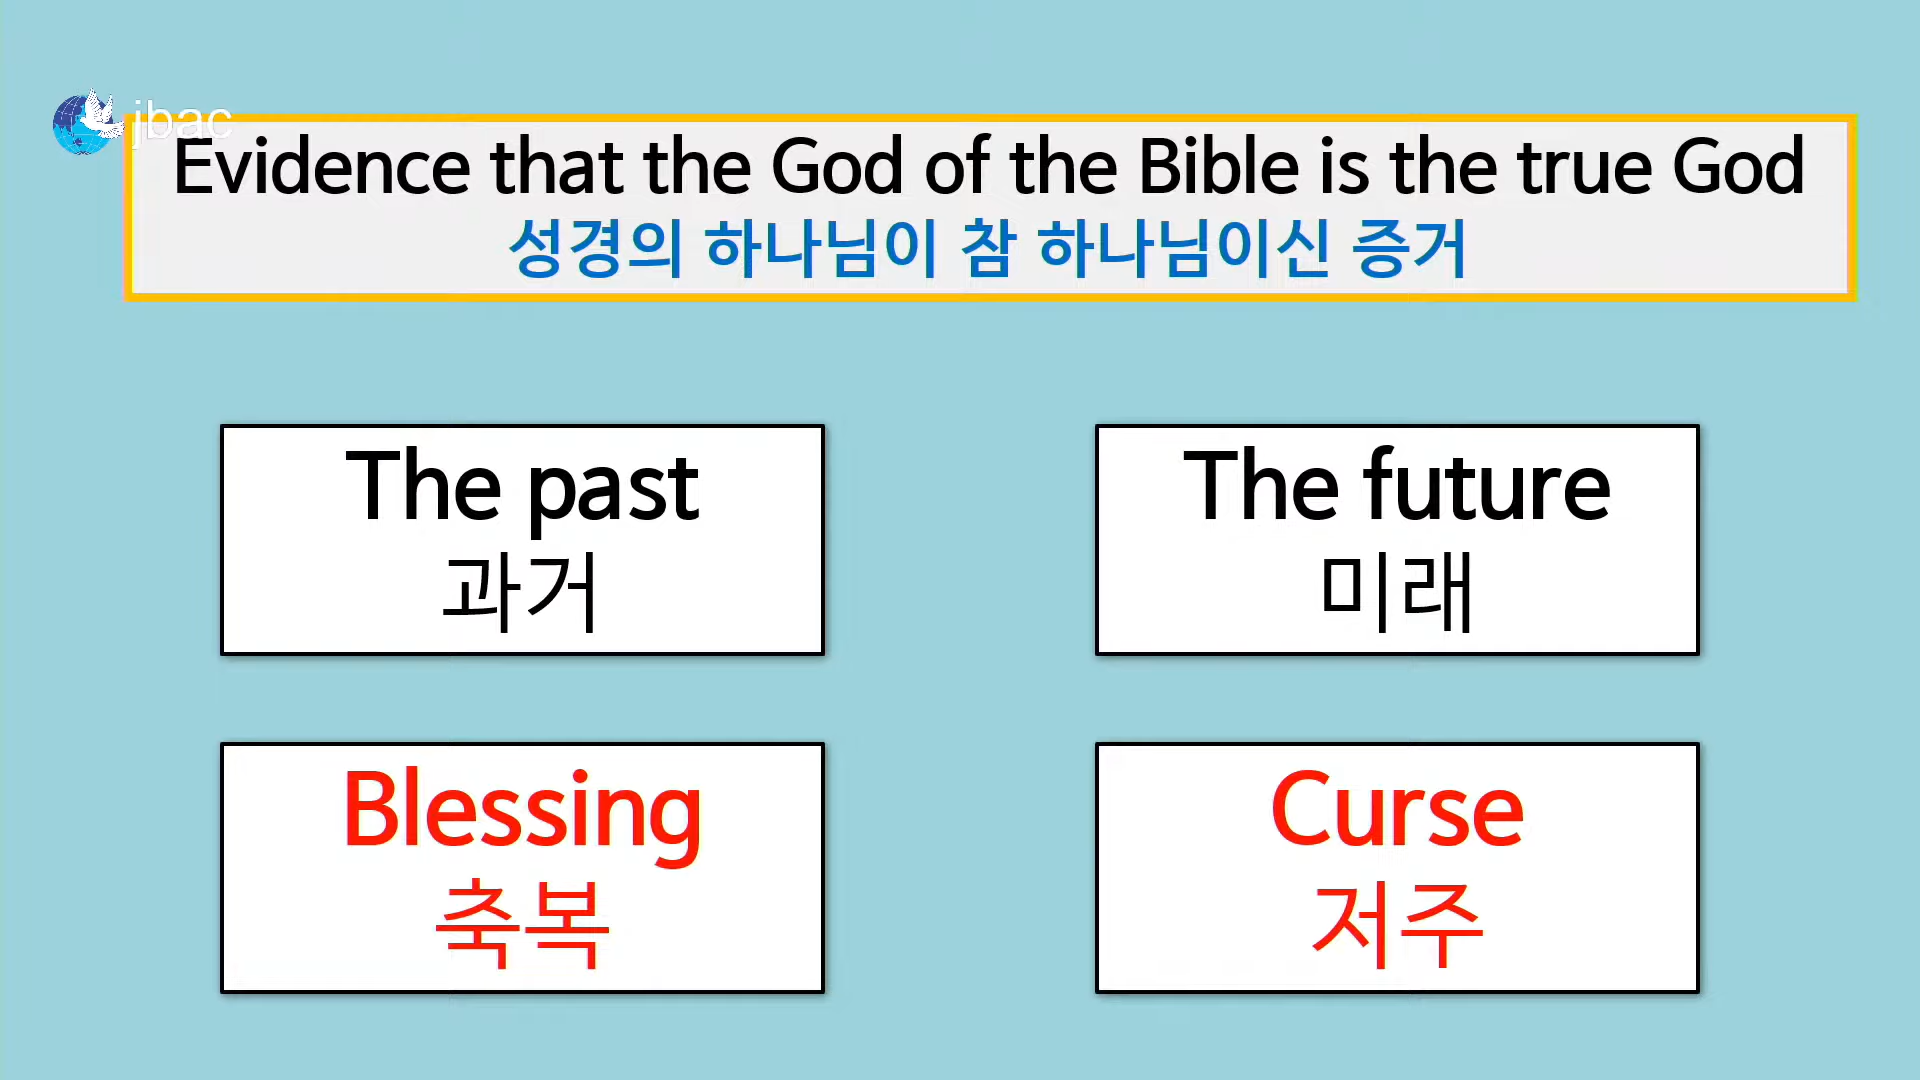 jbac
Evidence that the God of the Bible is the true God
성경의 하나님이 참 하나님이신 증거
The past
과거
The future
미래
Blessing
축복
Curse
저주